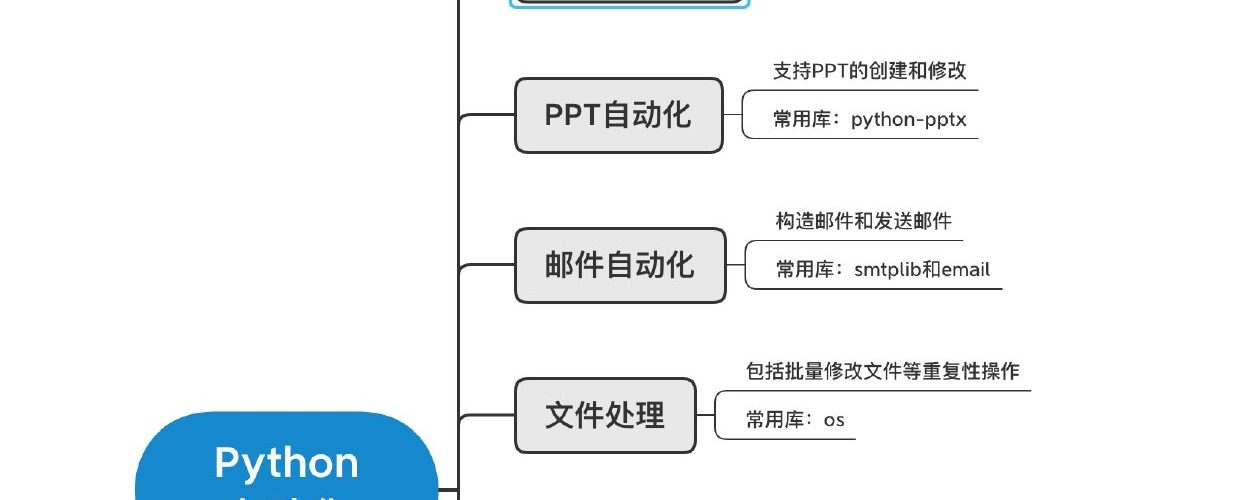 PPT自动化
支持PPT的创建和修改
常用库：python-pptx
邮件自动化
构造邮件和发送邮件
常用库：smtplib和email
文件处理
包括批量修改文件等重复性操作
常用库：os
Python